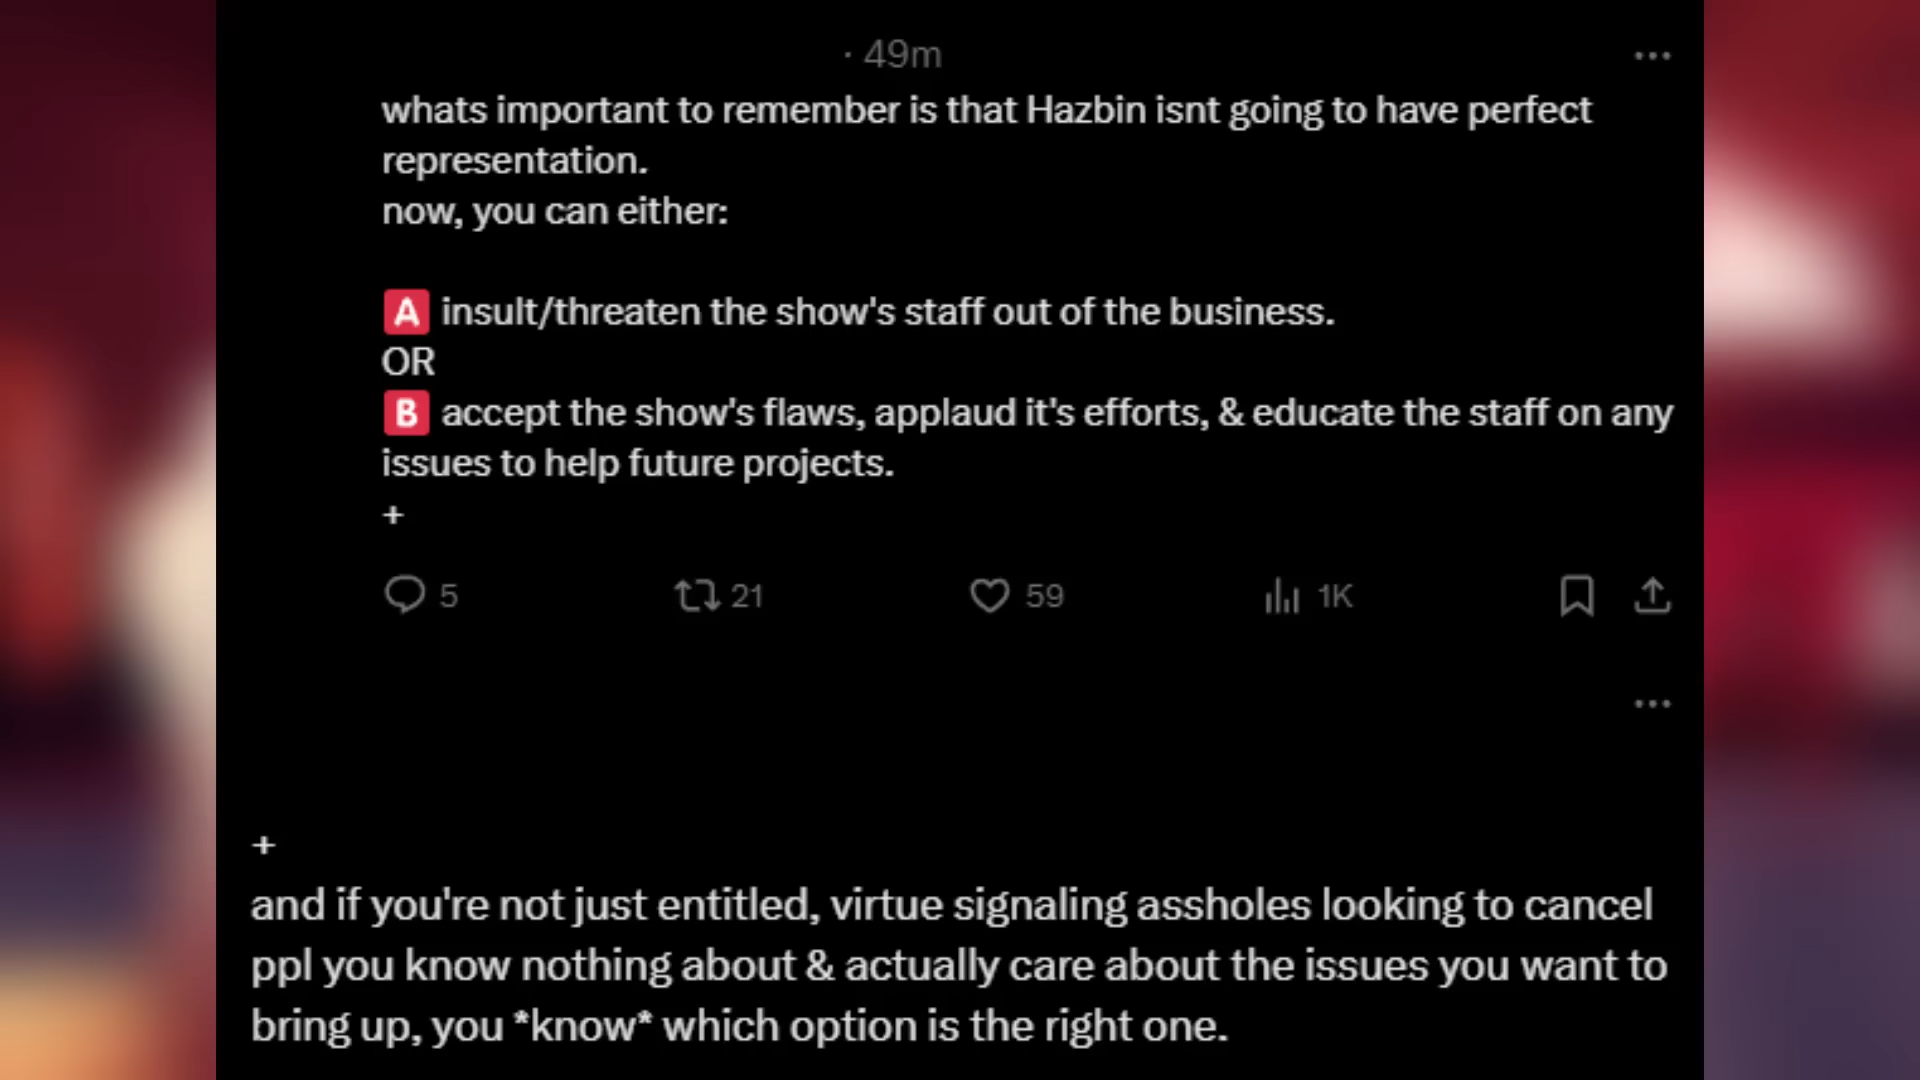 · 49m
whats important to remember is that Hazbin isnt going to have perfect
representation.
now, you can either:
A insult/threaten the show's staff out of the business.
OR
B accept the show's flaws, applaud it's efforts, & educate the staff on any
issues to help future projects.
+
5 21 59 1K
+
and if you're not just entitled, virtue signaling assholes looking to cancel
ppl you know nothing about & actually care about the issues you want to
bring up, you *know* which option is the right one.